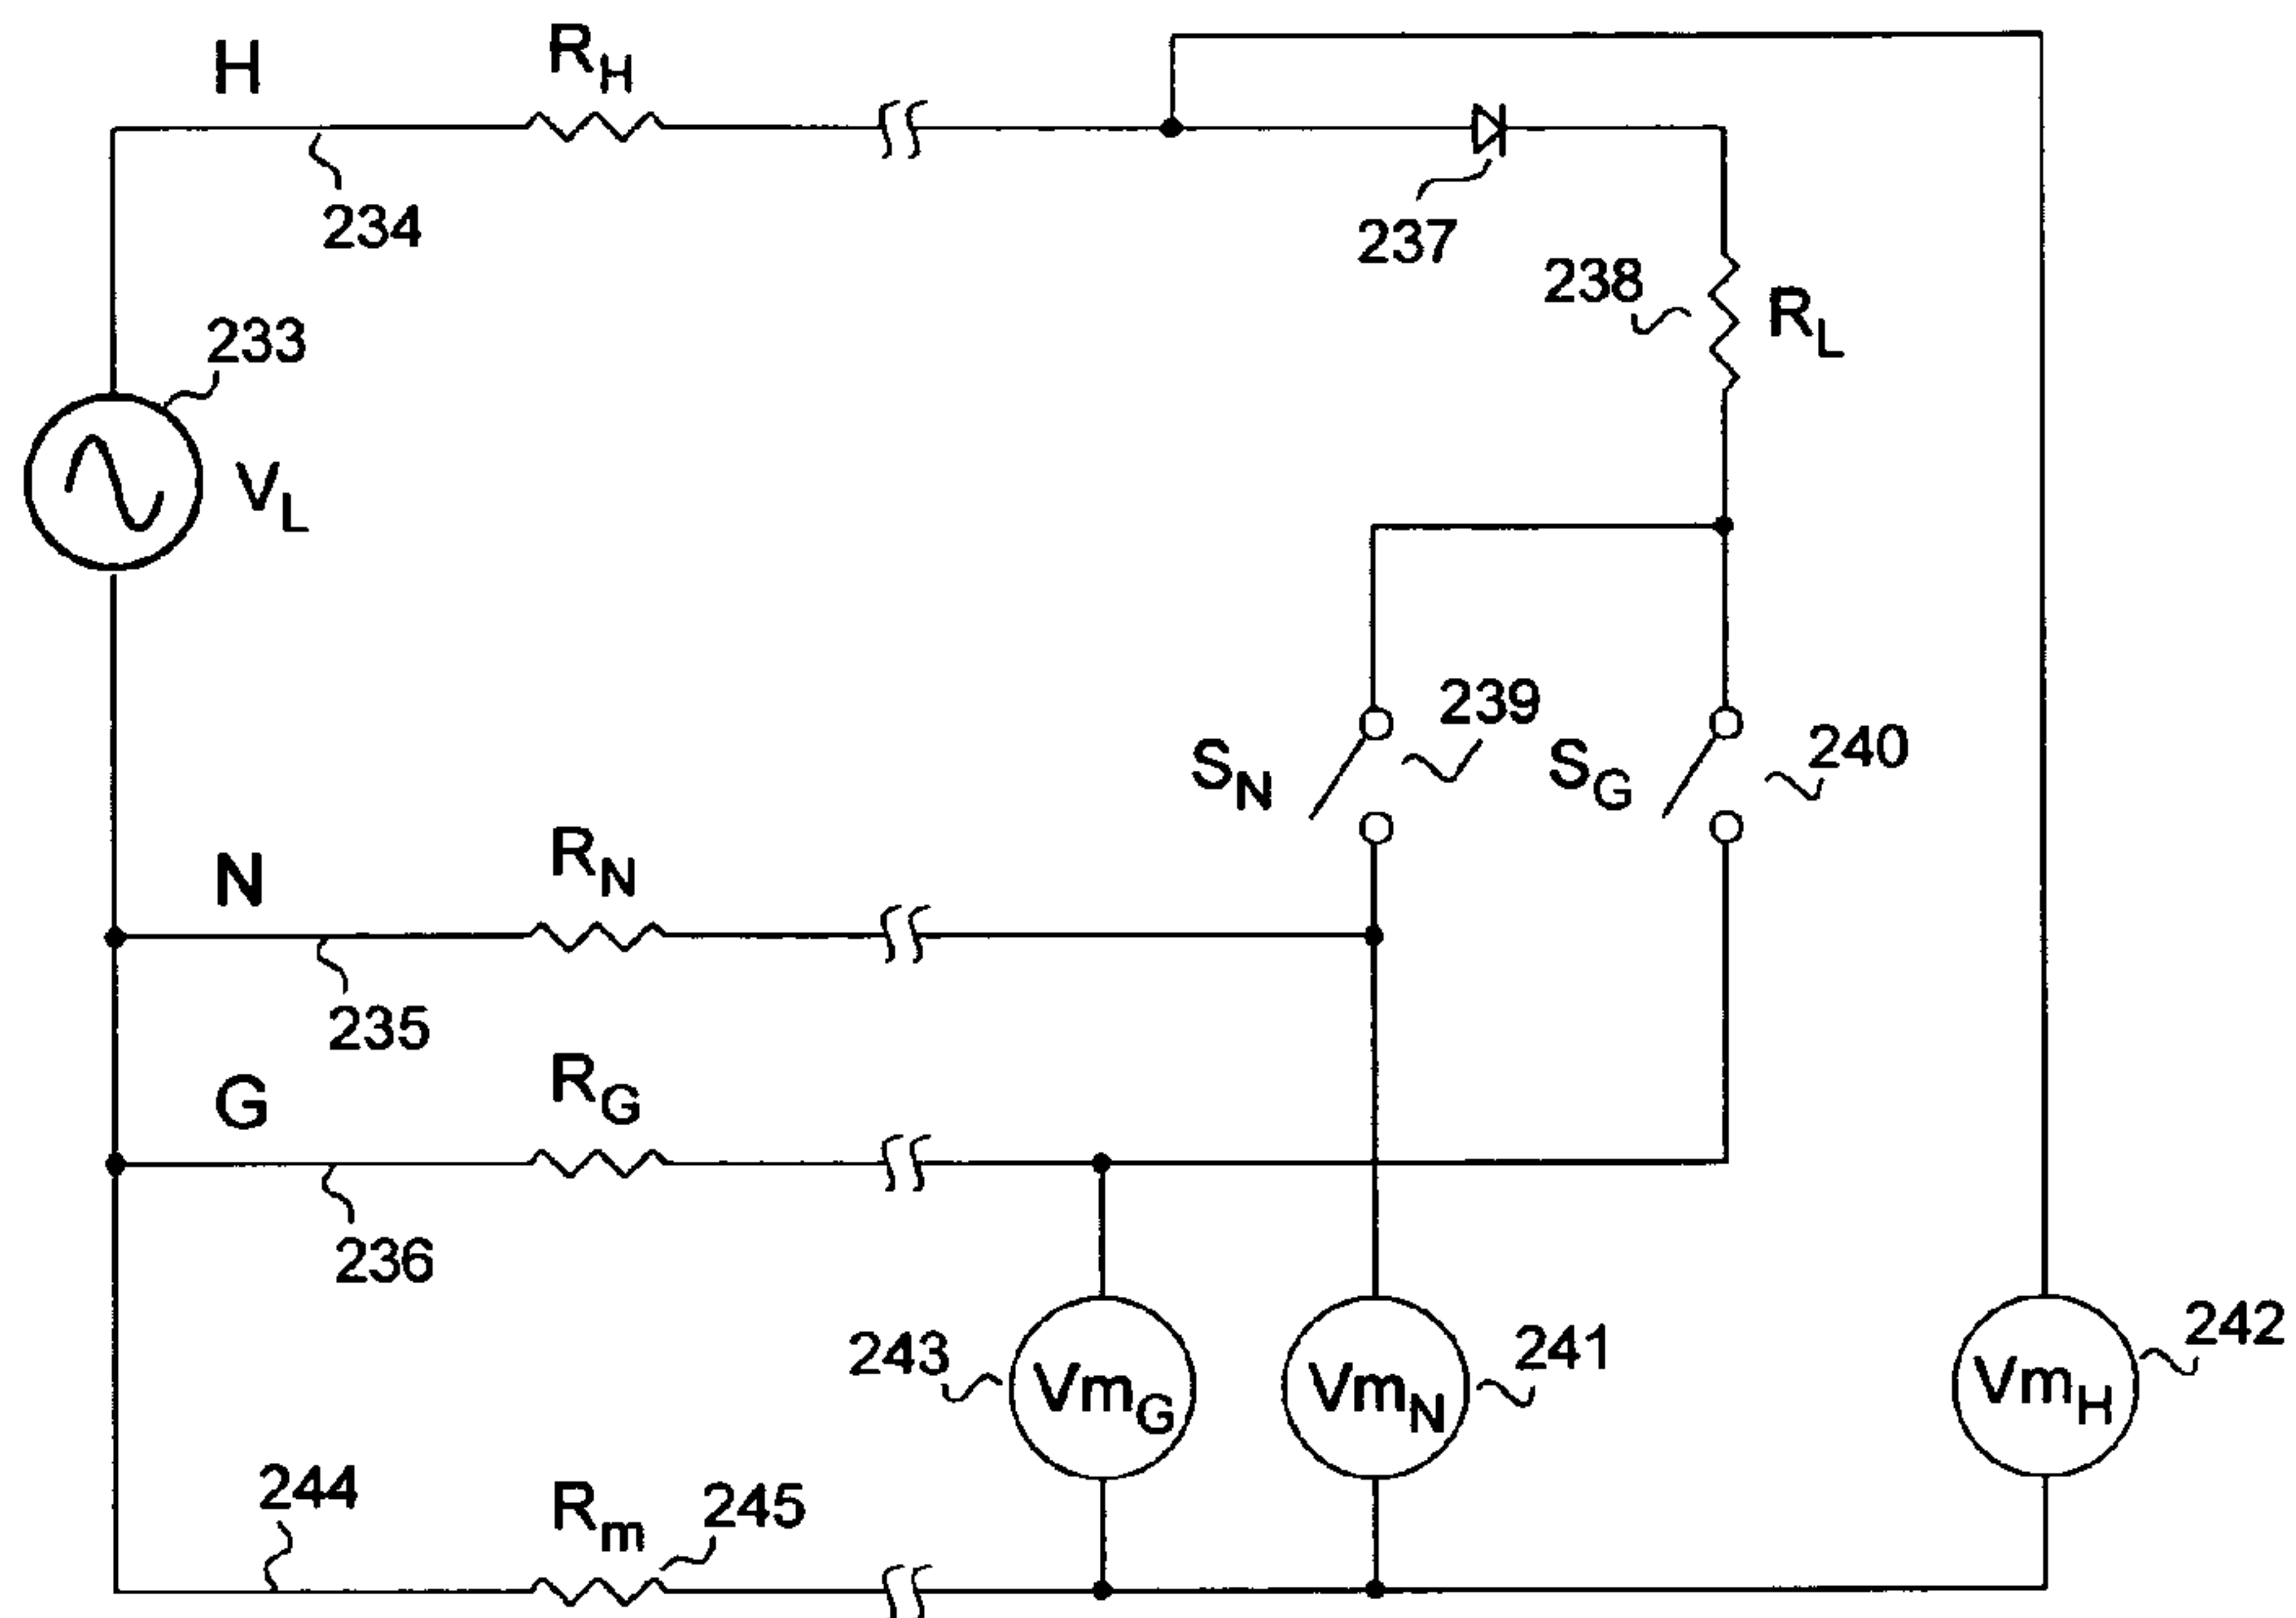 H
R_H
234
237
238
R_L
233
V_L
239
S_N
S_G
240
N
R_N
235
G
R_G
236
243
Vm_G
Vm_N
241
242
Vm_H
244
R_m
245